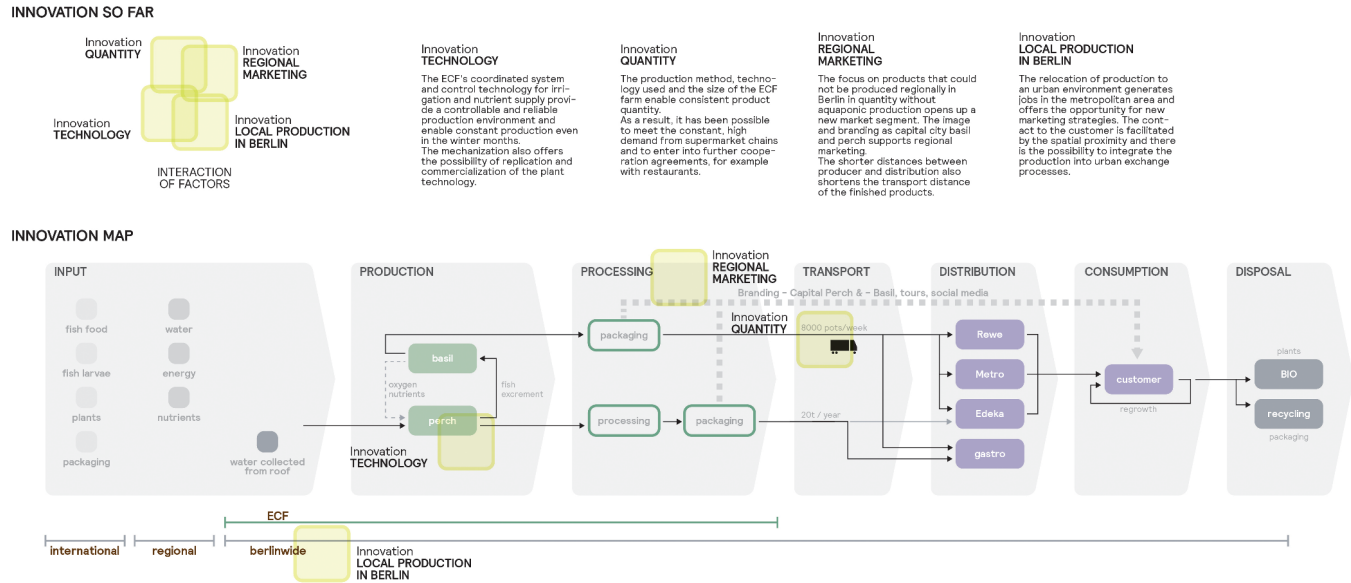 INNOVATION SO FAR
Innovation
QUANTITY
Innovation
REGIONAL
MARKETING
Innovation
TECHNOLOGY
Innovation
LOCAL PRODUCTION
IN BERLIN
INTERACTION
OF FACTORS
Innovation
TECHNOLOGY
The ECF's coordinated system
and control technology for irri-
gation and nutrient supply provi-
de a controllable and reliable
production environment and
enable constant production even
in the winter months.
The mechanization also offers
the possibility of replication and
commercialization of the plant
technology.
Innovation
QUANTITY
The production method, techno-
logy used and the size of the ECF
farm enable consistent product
quantity.
As a result, it has been possible
to meet the constant, high
demand from supermarket chains
and to enter into further coope-
ration agreements, for example
with restaurants.
Innovation
REGIONAL
MARKETING
The focus on products that could
not be produced regionally in
Berlin in quantity without
aquaponic production opens up a
new market segment. The image
and branding as capital city basil
and perch supports regional
marketing.
The shorter distances between
producer and distribution also
shortens the transport distance
of the finished products.
Innovation
LOCAL PRODUCTION
IN BERLIN
The relocation of production to
an urban environment generates
jobs in the metropolitan area and
offers the opportunity for new
marketing strategies. The cont-
act to the customer is facilitated
by the spatial proximity and there
is the possibility to integrate the
production into urban exchange
processes.
INNOVATION MAP
INPUT
fish food
water
fish larvae
energy
plants
nutrients
packaging
water collected
from roof
PRODUCTION
basil
oxygen
nutrients
fish
excrement
perch
Innovation
TECHNOLOGY
PROCESSING
Innovation
REGIONAL
MARKETING
Branding – Capital Perch & – Basil, tours, social media
packaging
processing
packaging
TRANSPORT
Innovation
QUANTITY
8000 pots/week
20t / year
DISTRIBUTION
Rewe
Metro
Edeka
gastro
CONSUMPTION
customer
regrowth
DISPOSAL
plants
BIO
recycling
packaging
ECF
international
regional
berlinwide
Innovation
LOCAL PRODUCTION
IN BERLIN